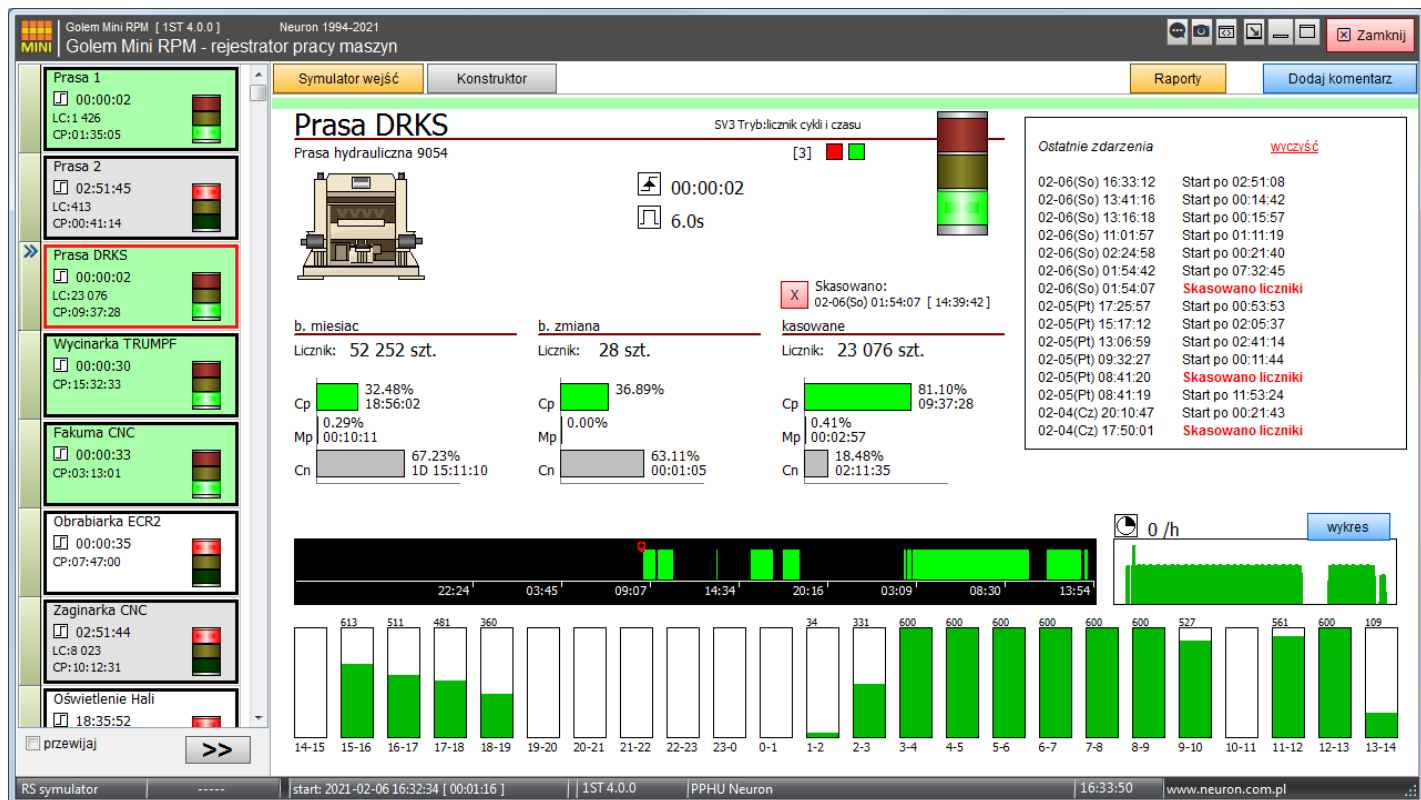 Golem Mini RPM [ 1ST 4.0.0 ] Neuron 1994-2021
MINI Golem Mini RPM - rejestrator pracy maszyn
Zamknij
Prasa 1
00:00:02
LC:1 426
CP:01:35:05
Prasa 2
02:51:45
LC:413
CP:00:41:14
Prasa DRKS
00:00:02
LC:23 076
CP:09:37:28
Wycinarka TRUMPF
00:00:30
CP:15:32:33
Fakuma CNC
00:00:33
CP:03:13:01
Obrabiarka ECR2
00:00:35
CP:07:47:00
Zaginarka CNC
02:51:44
LC:8 023
CP:10:12:31
Oświetlenie Hali
18:35:52
przewijaj >>
Symulator wejść Konstruktor Raporty Dodaj komentarz
Prasa DRKS SV3 Tryb:licznik cykli i czasu
Prasa hydrauliczna 9054 [3]
00:00:02
6.0s
X Skasowano:
02-06(So) 01:54:07 [ 14:39:42 ]
Ostatnie zdarzenia wyczyść
02-06(So) 16:33:12 Start po 02:51:08
02-06(So) 13:41:16 Start po 00:14:42
02-06(So) 13:16:18 Start po 00:15:57
02-06(So) 11:01:57 Start po 01:11:19
02-06(So) 02:24:58 Start po 00:21:40
02-06(So) 01:54:42 Start po 07:32:45
02-06(So) 01:54:07 Skasowano liczniki
02-05(Pt) 17:25:57 Start po 00:53:53
02-05(Pt) 15:17:12 Start po 02:05:37
02-05(Pt) 13:06:59 Start po 02:41:14
02-05(Pt) 09:32:27 Start po 00:11:44
02-05(Pt) 08:41:20 Skasowano liczniki
02-05(Pt) 08:41:19 Start po 11:53:24
02-04(Cz) 20:10:47 Start po 00:21:43
02-04(Cz) 17:50:01 Skasowano liczniki
b. miesiac
Licznik: 52 252 szt.
Cp 32.48%
18:56:02
Mp 0.29%
00:10:11
Cn 67.23%
1D 15:11:10
b. zmiana
Licznik: 28 szt.
Cp 36.89%
Mp 0.00%
Cn 63.11%
00:01:05
kasowane
Licznik: 23 076 szt.
Cp 81.10%
09:37:28
Mp 0.41%
00:02:57
Cn 18.48%
02:11:35
0 /h wykres
22:24 03:45 09:07 14:34 20:16 03:09 08:30 13:54
613 511 481 360 34 331 600 600 600 600 600 600 527 561 600 109
14-15 15-16 16-17 17-18 18-19 19-20 20-21 21-22 22-23 23-0 0-1 1-2 2-3 3-4 4-5 5-6 6-7 7-8 8-9 9-10 10-11 11-12 12-13 13-14
RS symulator ----- start: 2021-02-06 16:32:34 [ 00:01:16 ] 1ST 4.0.0 PPHU Neuron 16:33:50 www.neuron.com.pl